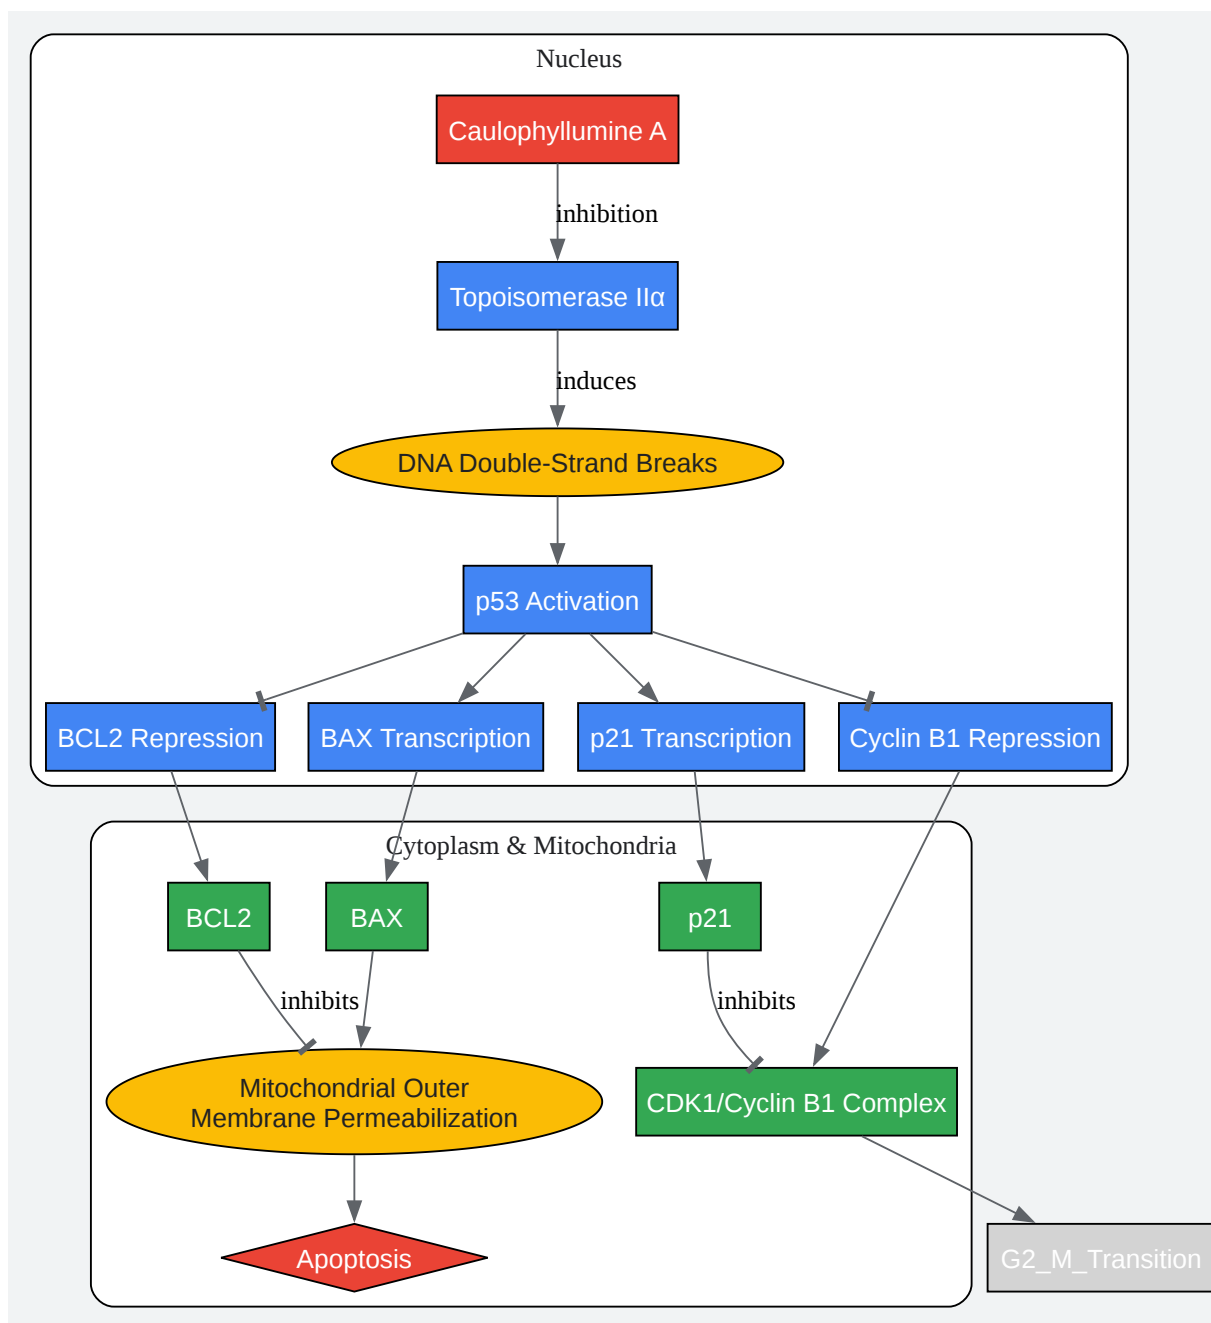 Nucleus
Caulophyllumine A
inhibition
Topoisomerase IIα
induces
DNA Double-Strand Breaks
p53 Activation
BCL2 Repression
BAX Transcription
p21 Transcription
Cyclin B1 Repression
Cytoplasm & Mitochondria
BCL2
BAX
p21
inhibits
inhibits
Mitochondrial Outer
Membrane Permeabilization
CDK1/Cyclin B1 Complex
Apoptosis
G2_M_Transition